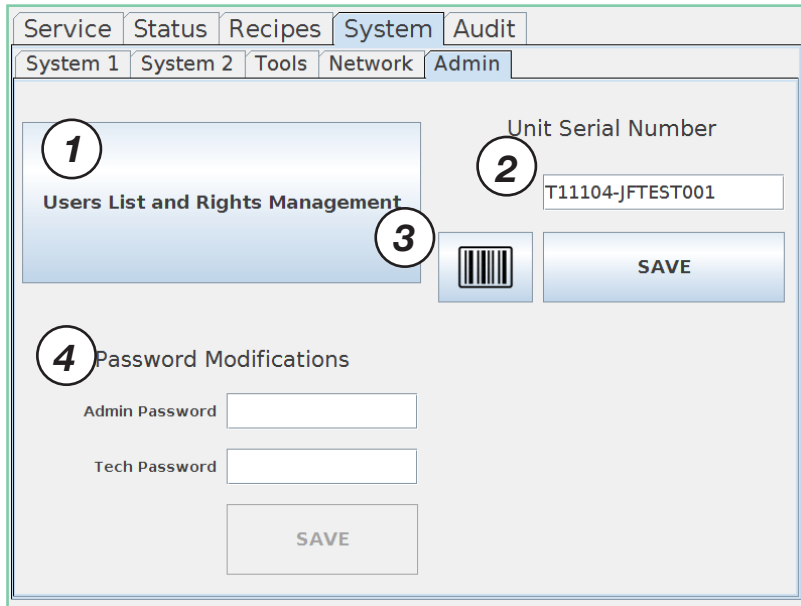 Service Status Recipes System Audit
System 1 System 2 Tools Network Admin
1
Users List and Rights Management
Unit Serial Number
2
T11104-JFTEST001
3
SAVE
4
Password Modifications
Admin Password
Tech Password
SAVE